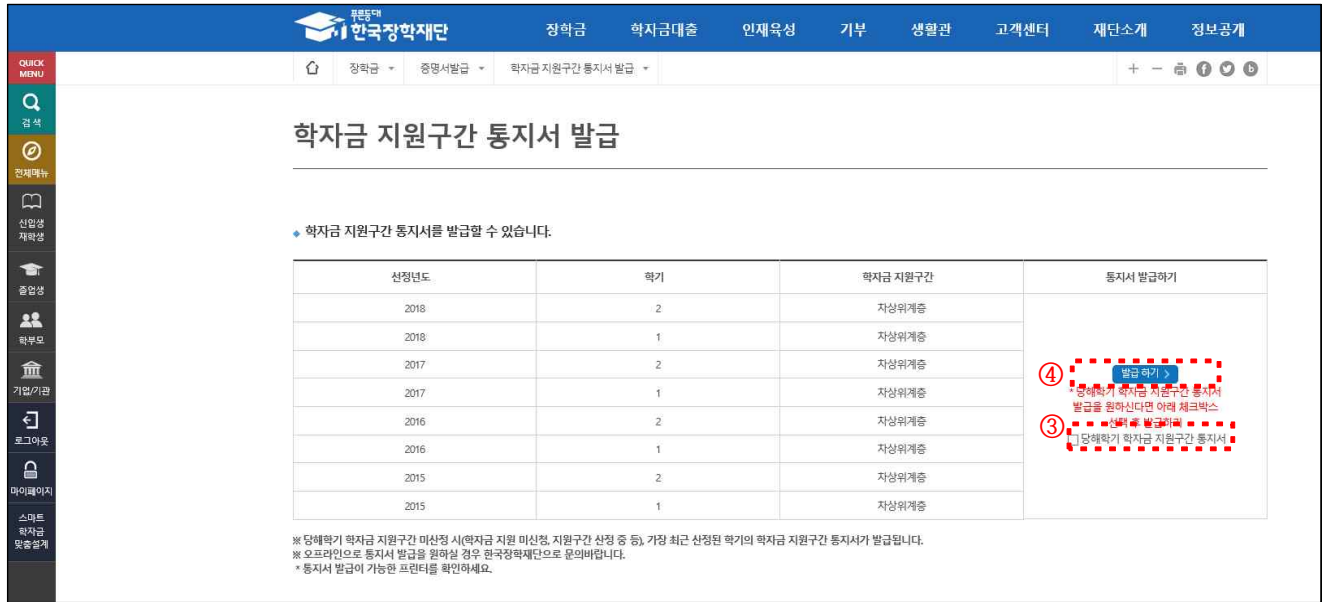 푸른등대
한국장학재단
장학금 학자금대출 인재육성 기부 생활관 고객센터 재단소개 정보공개
QUICK
MENU
장학금 증명서발급 학자금 지원구간 통지서 발급
검색
전체메뉴
신입생
재학생
졸업생
학부모
기업/기관
로그아웃
마이페이지
스마트
학자금
맞춤설계
학자금 지원구간 통지서 발급
학자금 지원구간 통지서를 발급할 수 있습니다.
선정년도 학기 학자금 지원구간 통지서 발급하기
2018 2 차상위계층
2018 1 차상위계층
2017 2 차상위계층
2017 1 차상위계층
2016 2 차상위계층
2016 1 차상위계층
2015 2 차상위계층
2015 1 차상위계층
④ 발급 하기 >
* 당해학기 학자금 지원구간 통지서
발급을 원하신다면 아래 체크박스
선택 후 발급하기
③ 당해학기 학자금 지원구간 통지서
※ 당해학기 학자금 지원구간 미산정 시(학자금 지원 미신청, 지원구간 산정 중 등), 가장 최근 산정된 학기의 학자금 지원구간 통지서가 발급됩니다.
※ 오프라인으로 통지서 발급을 원하실 경우 한국장학재단으로 문의바랍니다.
* 통지서 발급이 가능한 프린터를 확인하세요.